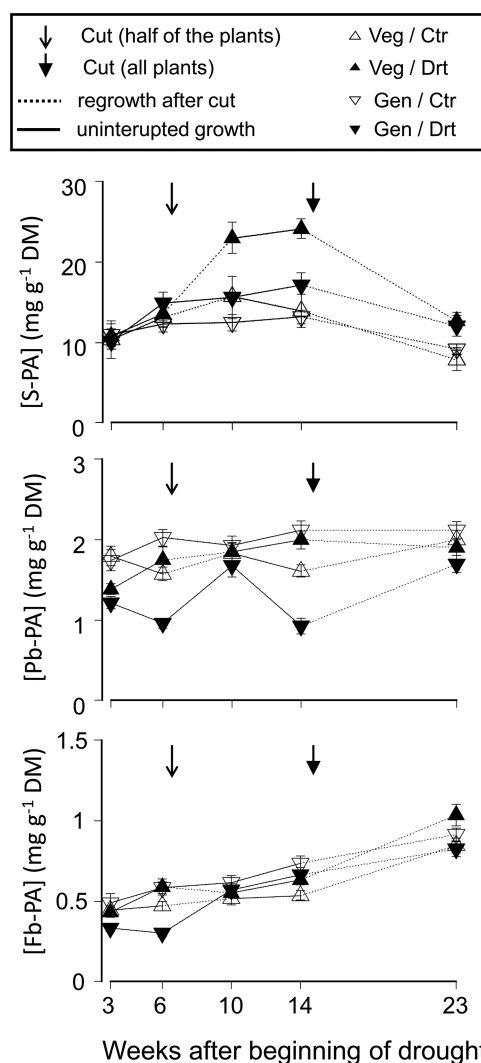 Cut (half of the plants)
Cut (all plants)
regrowth after cut
uninterupted growth
Veg / Ctr
Veg / Drt
Gen / Ctr
Gen / Drt
[S-PA] (mg g-1 DM)
30
20
10
0
[Pb-PA] (mg g-1 DM)
3
2
1
0
[Fb-PA] (mg g-1 DM)
1.5
1
0.5
0
3 6 10 14 23
Weeks after beginning of drought